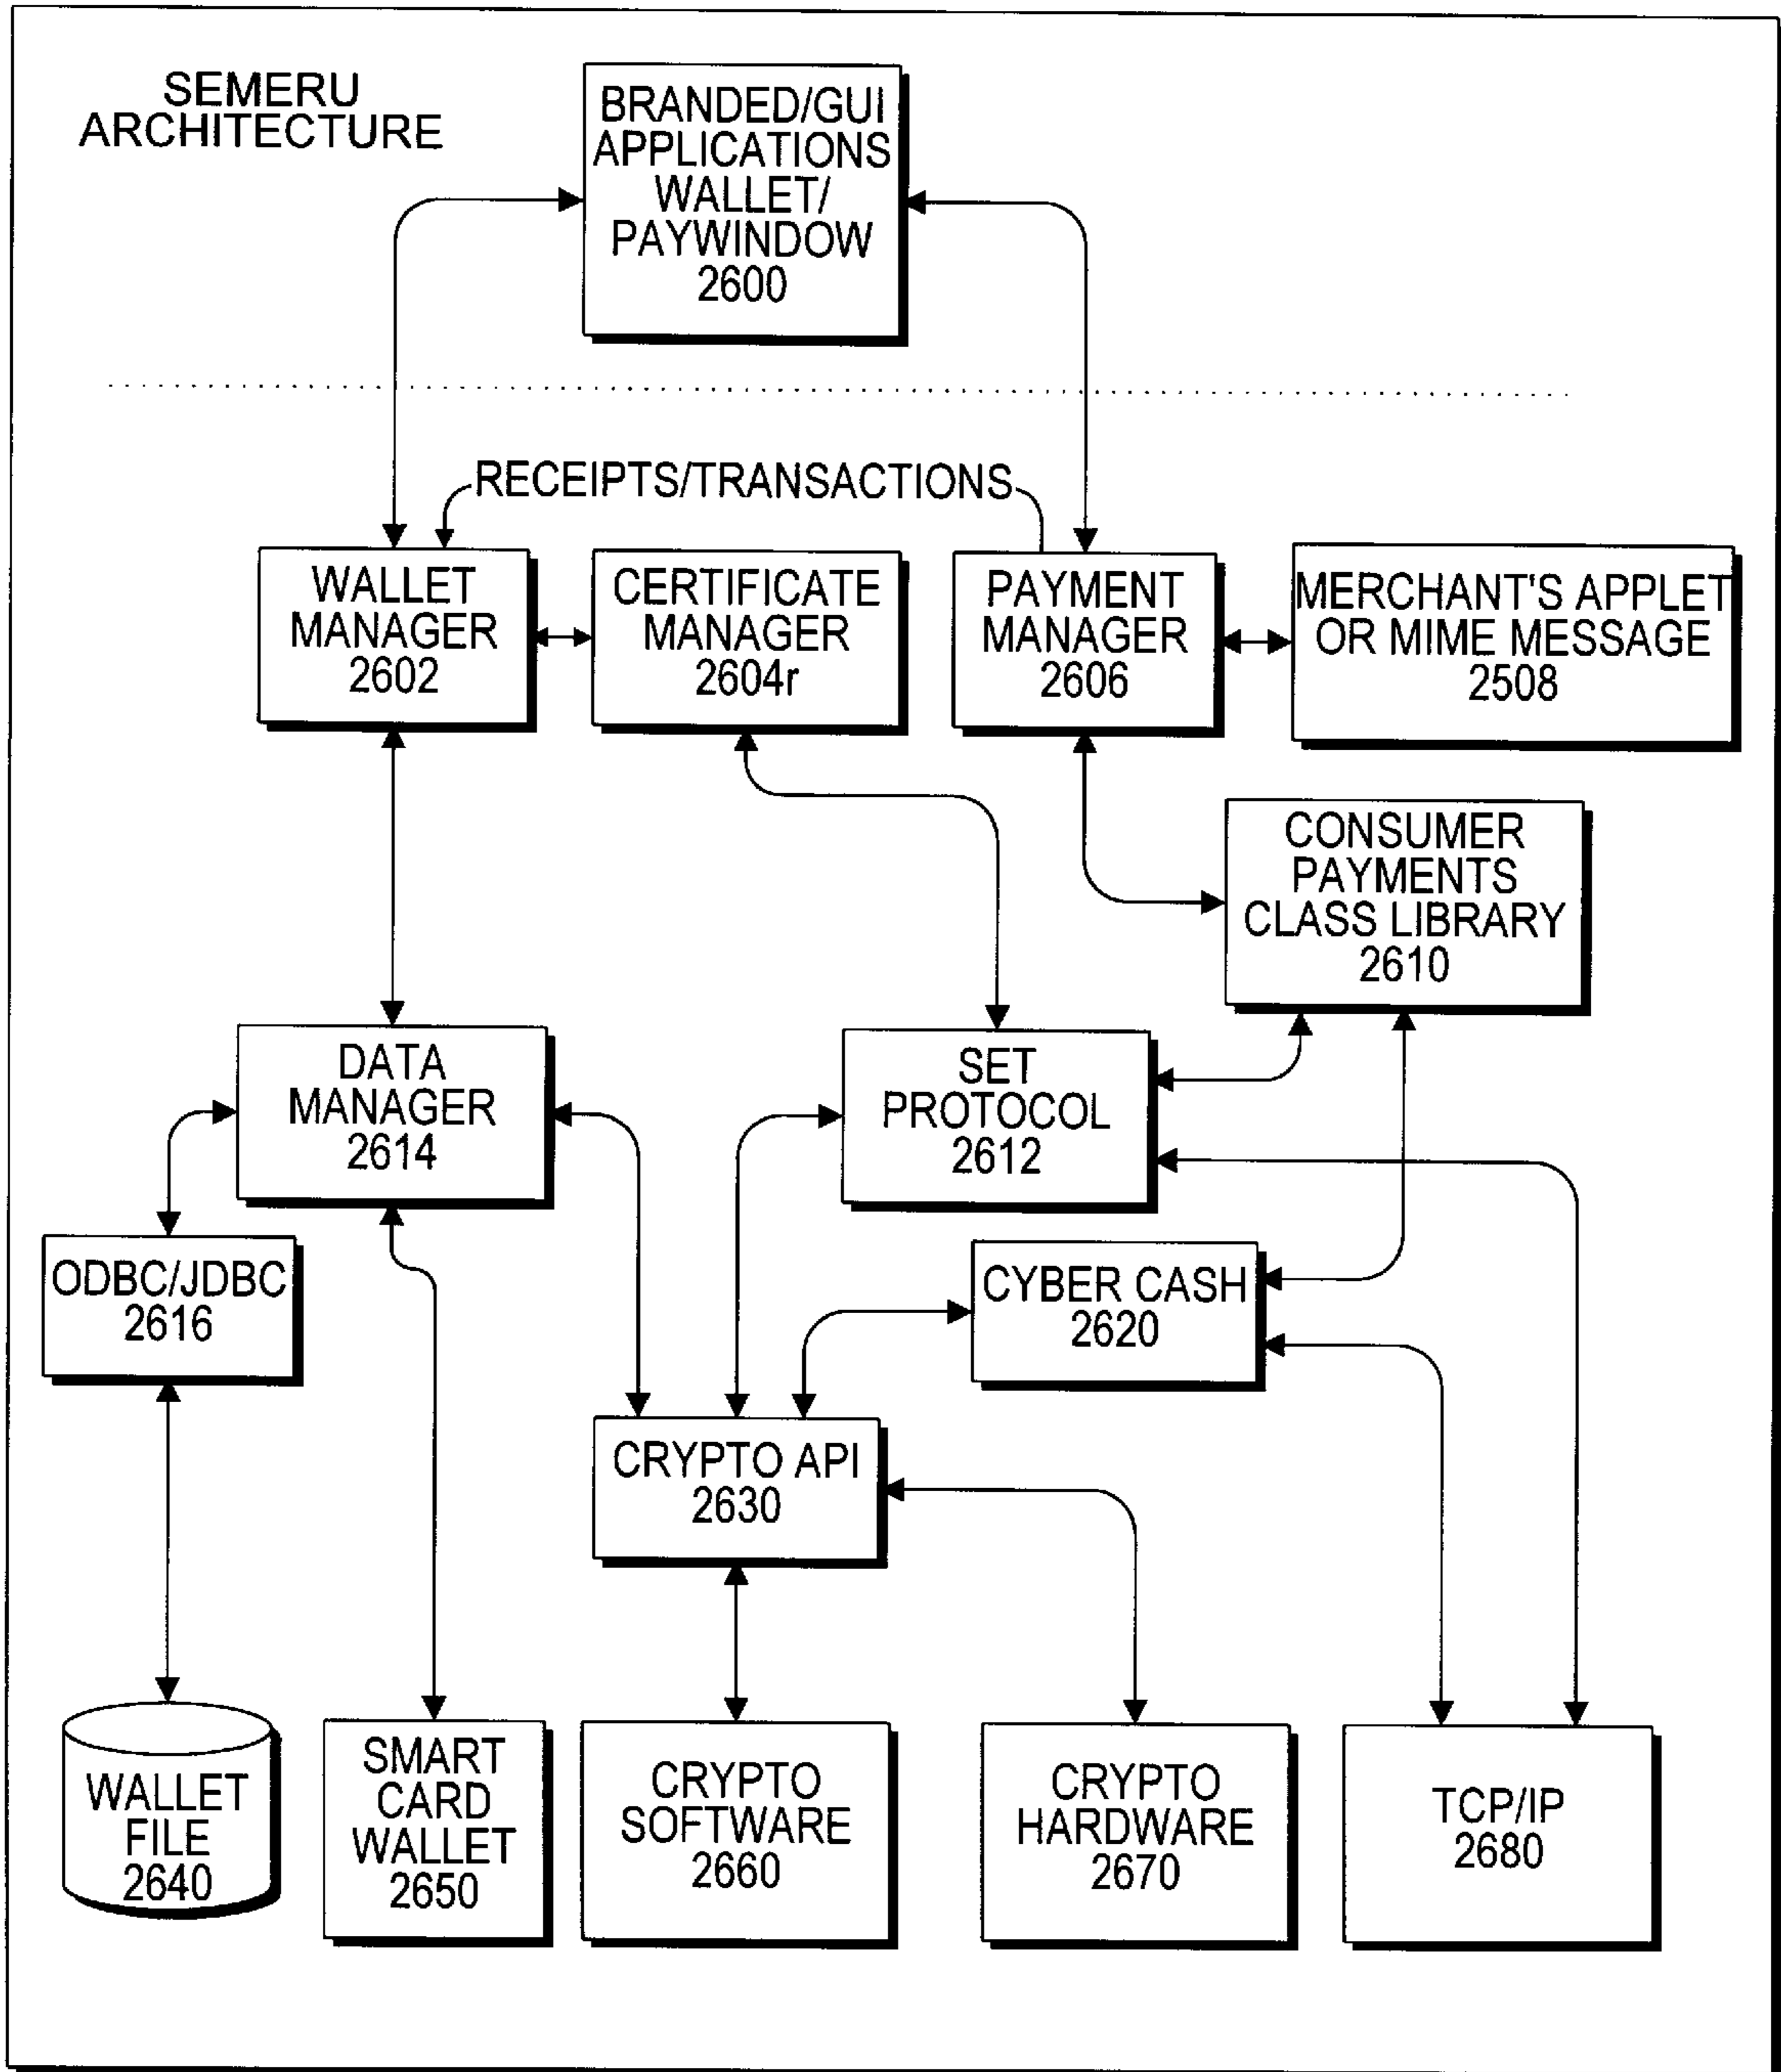 SEMERU
ARCHITECTURE
BRANDED/GUI
APPLICATIONS
WALLET/
PAYWINDOW
2600
RECEIPTS/TRANSACTIONS
WALLET
MANAGER
2602
CERTIFICATE
MANAGER
2604r
PAYMENT
MANAGER
2606
MERCHANT'S APPLET
OR MIME MESSAGE
2508
CONSUMER
PAYMENTS
CLASS LIBRARY
2610
DATA
MANAGER
2614
SET
PROTOCOL
2612
ODBC/JDBC
2616
CYBER CASH
2620
CRYPTO API
2630
WALLET
FILE
2640
SMART
CARD
WALLET
2650
CRYPTO
SOFTWARE
2660
CRYPTO
HARDWARE
2670
TCP/IP
2680